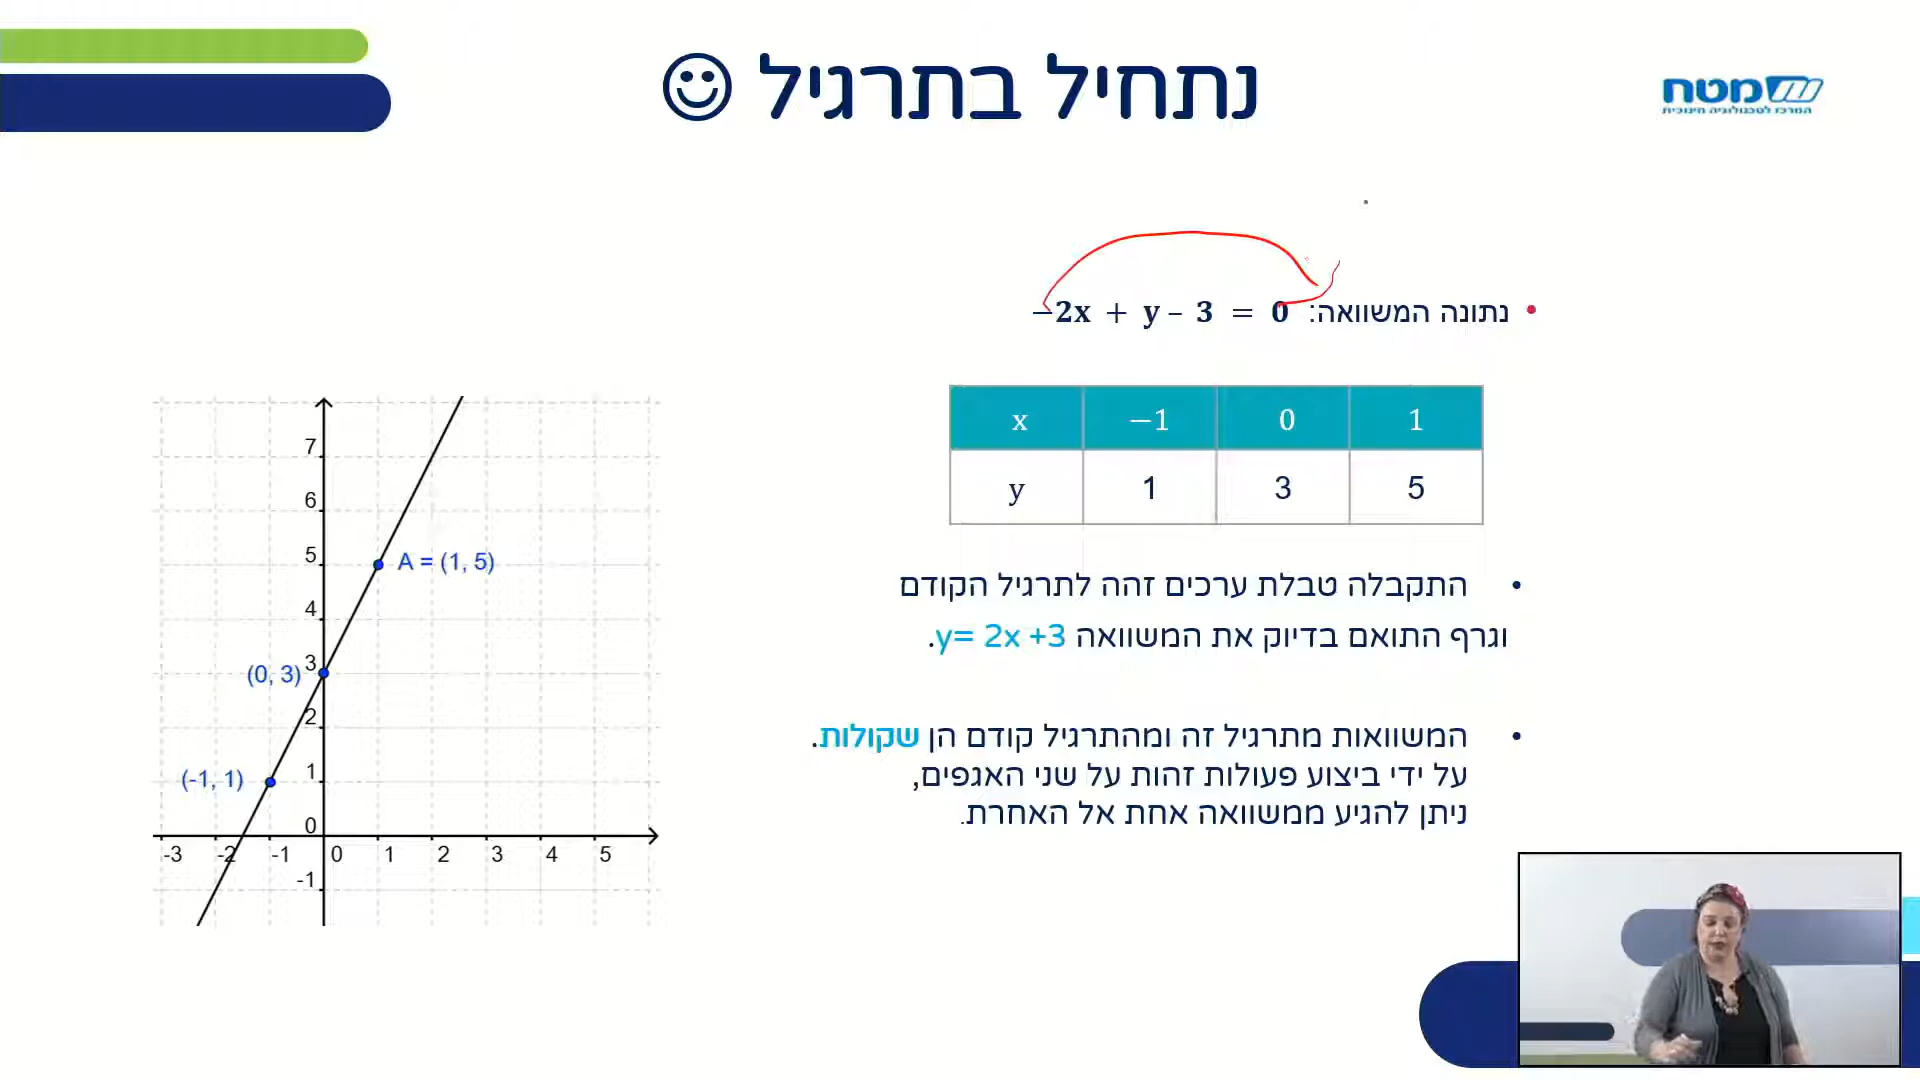 נתחיל בתרגיל
מטח
המרכז לטכנולוגיה חינוכית
נתונה המשוואה: −2x + y – 3 = 0
x −1 0 1
y 1 3 5
התקבלה טבלת ערכים זהה לתרגיל הקודם
וגרף התואם בדיוק את המשוואה y= 2x +3.
המשוואות מתרגיל זה ומהתרגיל קודם הן שקולות.
על ידי ביצוע פעולות זהות על שני האגפים,
ניתן להגיע ממשוואה אחת אל האחרת.
7
6
5
A = (1, 5)
4
3
(0, 3)
2
1
(-1, 1)
0
-3 -2 -1 0 1 2 3 4 5
-1